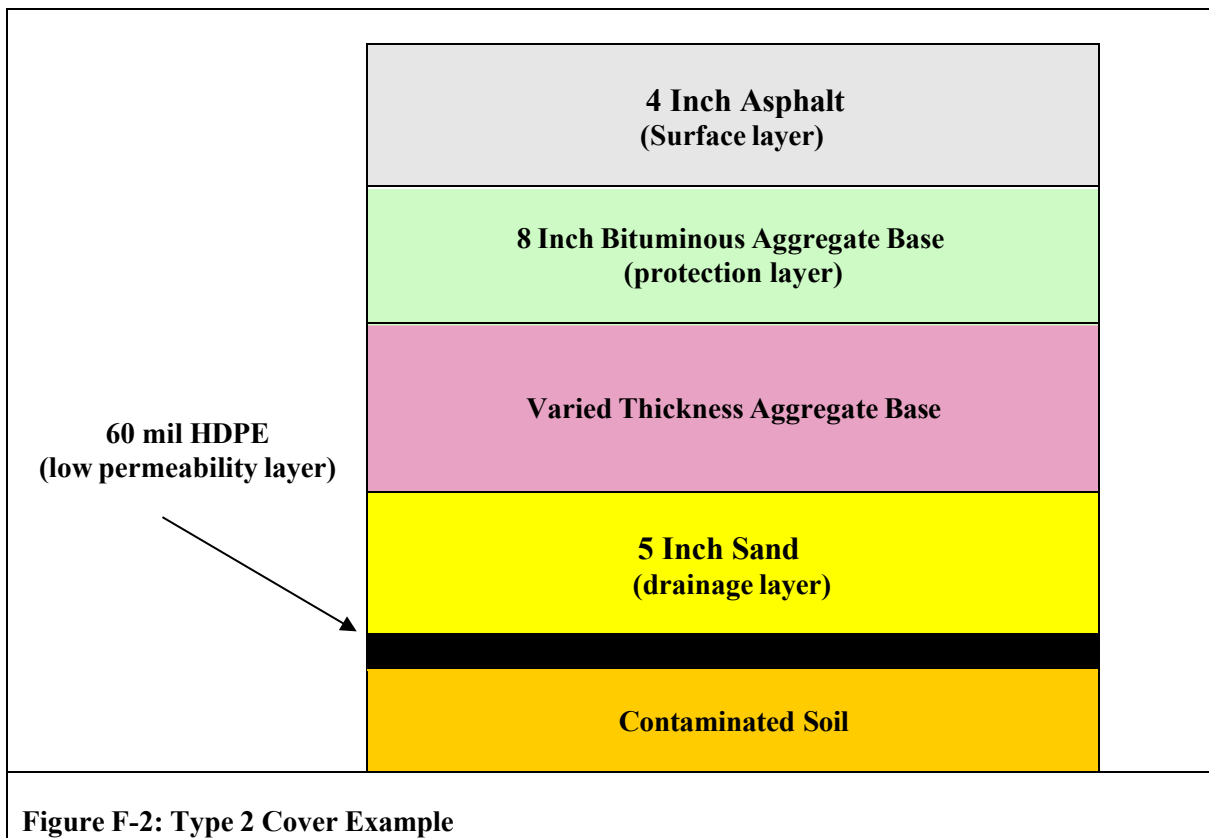 4 Inch Asphalt
(Surface layer)
8 Inch Bituminous Aggregate Base
(protection layer)
Varied Thickness Aggregate Base
60 mil HDPE
(low permeability layer)
5 Inch Sand
(drainage layer)
Contaminated Soil
Figure F-2: Type 2 Cover Example